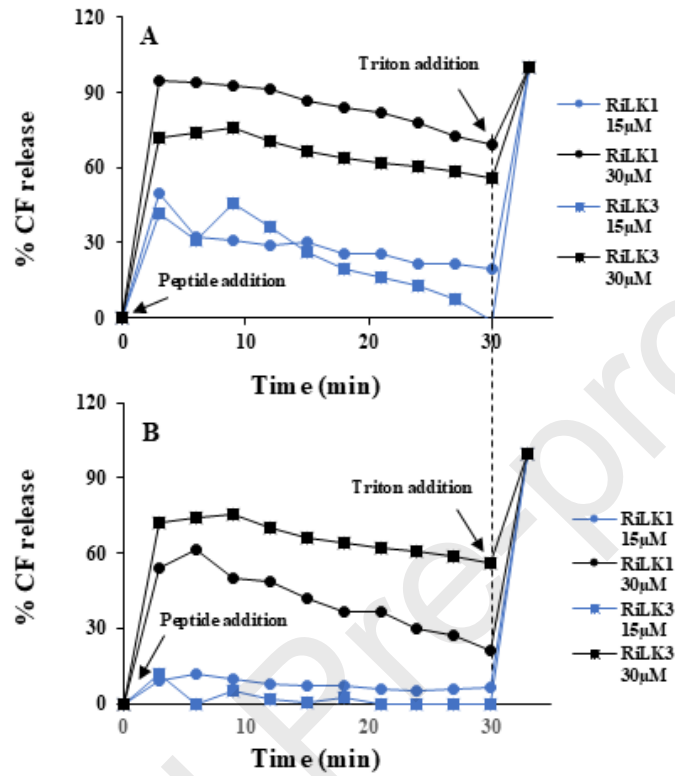 120
A
Triton addition
90
RiLK1
15μM
% CF release
60
RiLK1
30μM
RiLK3
15μM
30
Peptide addition
RiLK3
30μM
0
0
10
20
30
Time (min)
120
B
90
Triton addition
RiLK1
15μM
% CF release
60
RiLK1
30μM
Peptide addition
RiLK3
15μM
30
RiLK3
30μM
0
0
10
20
30
Time (min)
Pre-pro